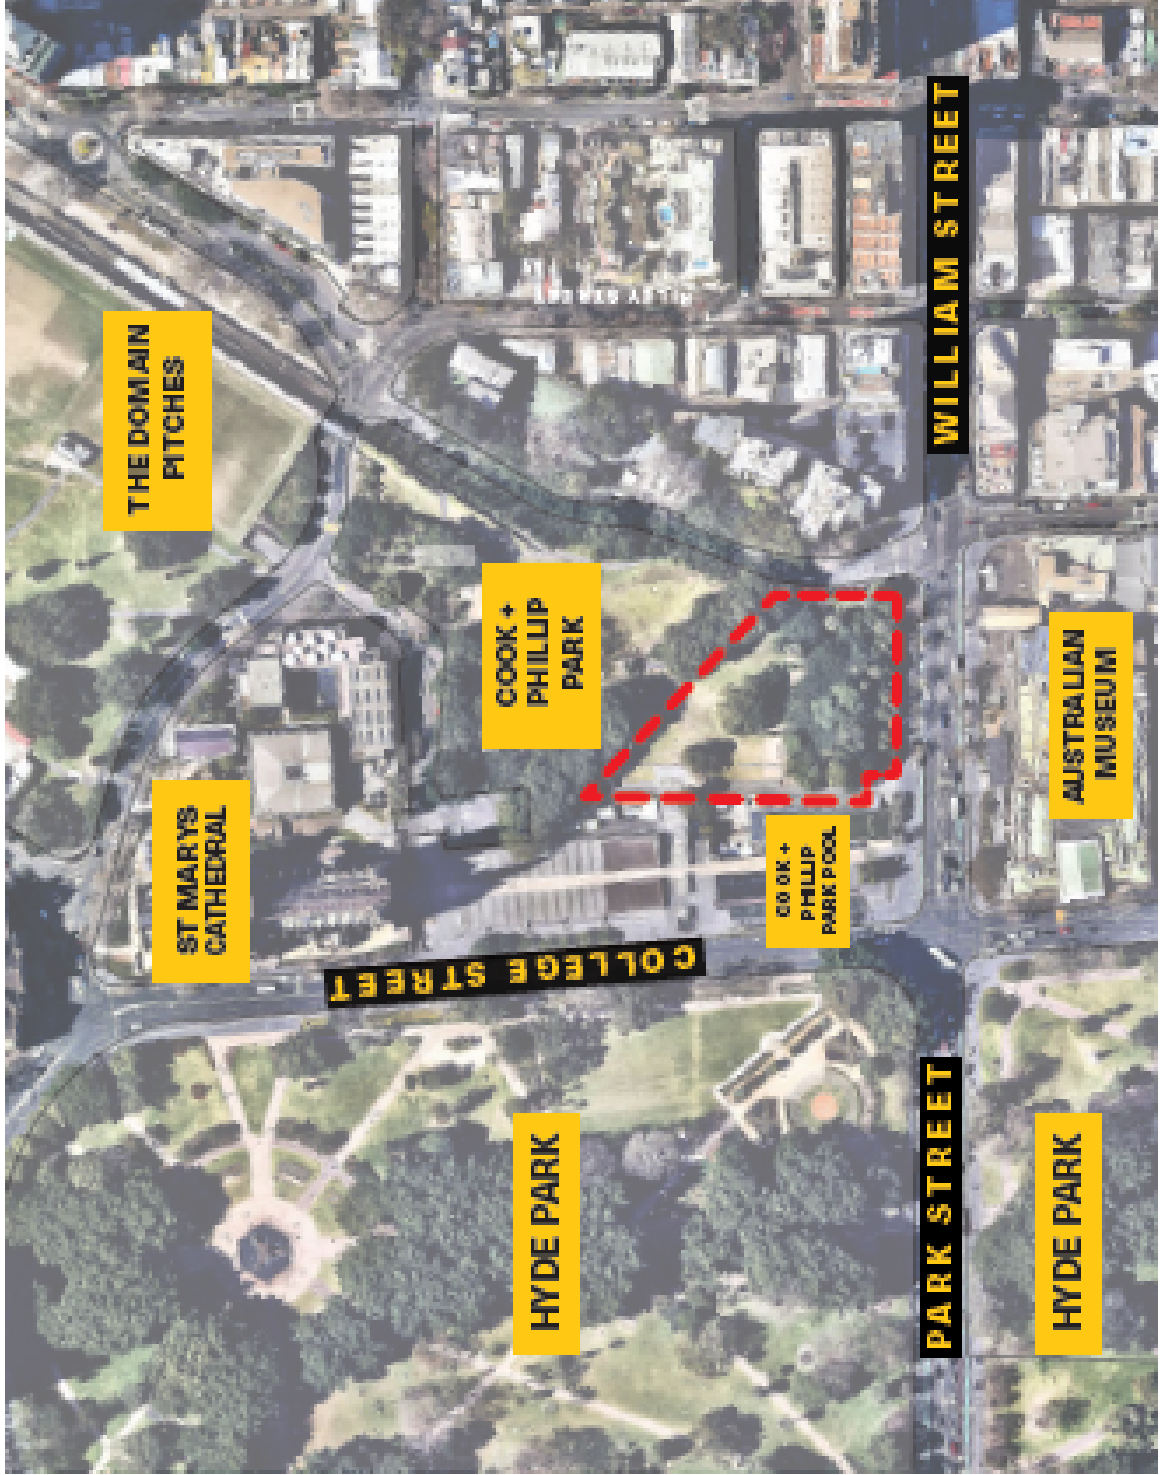 THE DOMAIN
PITCHES
ST MARYS
CATHEDRAL
COOK +
PHILLIP
PARK
COLLEGE STREET
HYDE PARK
COOK +
PHILLIP
PARK POOL
WILLIAM STREET
PARK STREET
AUSTRALIAN
MUSEUM
HYDE PARK